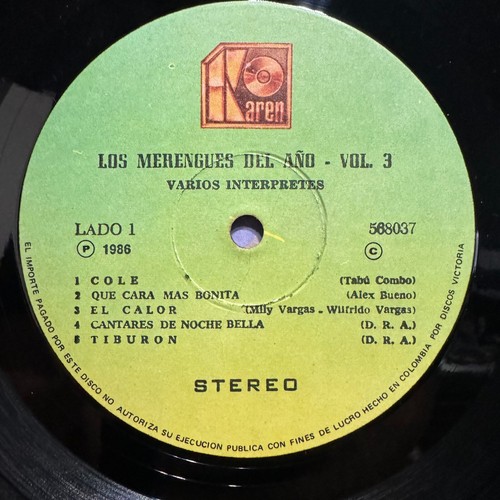 Karen
LOS MERENGUES DEL AÑO - VOL. 3
VARIOS INTERPRETES
LADO 1 568037
P 1986 C
1 COLE (Tabú Combo)
2 QUE CARA MAS BONITA (Alex Bueno)
3 EL CALOR (Mily Vargas - Wilfrido Vargas)
4 CANTARES DE NOCHE BELLA (D. R. A.)
5 TIBURON (D. R. A.)
STEREO
EL IMPORTE PAGADO POR ESTE DISCO NO AUTORIZA SU EJECUCION PUBLICA CON FINES DE LUCRO HECHO EN COLOMBIA POR DISCOS VICTORIA